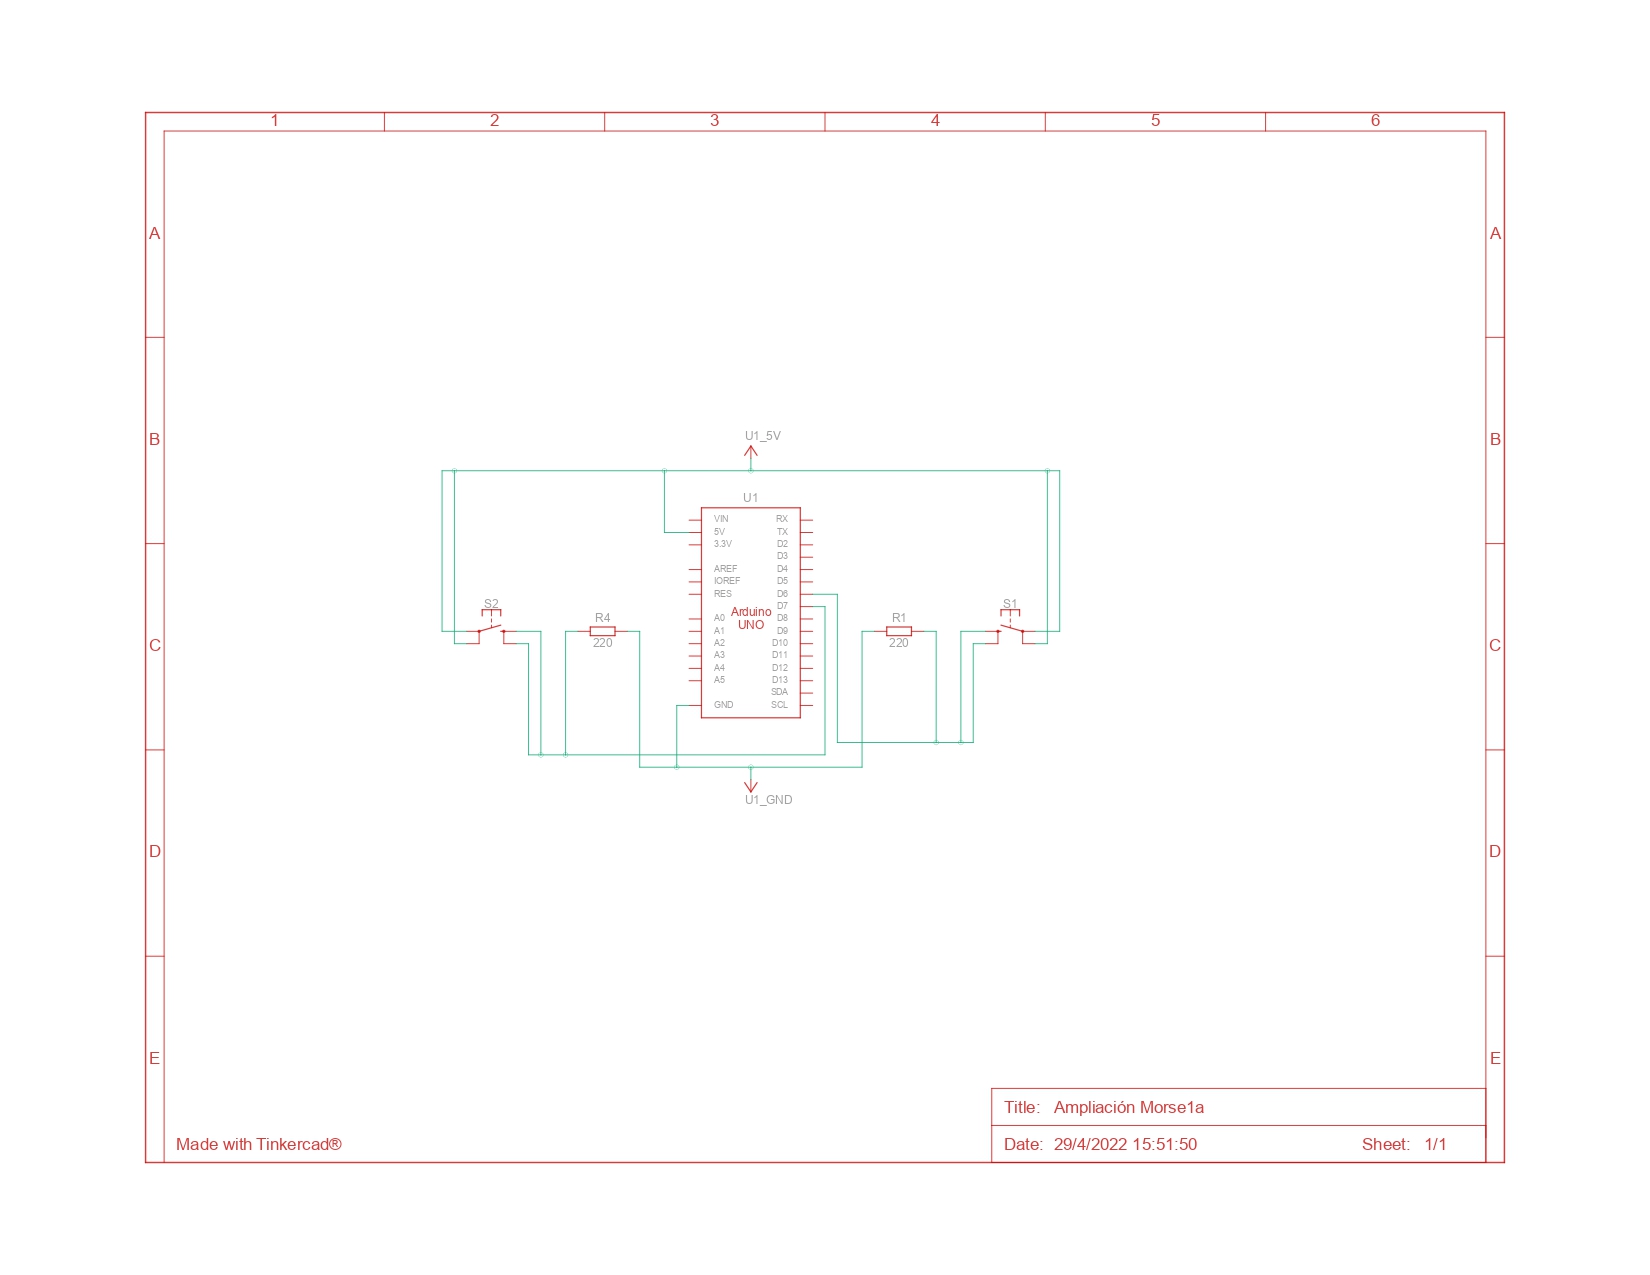 1 2 3 4 5 6
A A
B B
C C
D D
E E
U1_5V
U1
VIN RX
5V TX
3.3V D2
D3
AREF D4
IOREF D5
RES D6
D7
Arduino
UNO
A0 D8
A1 D9
A2 D10
A3 D11
A4 D12
A5 D13
SDA
GND SCL
S2
R4
220
R1
220
S1
U1_GND
Title: Ampliación Morse1a
Made with Tinkercad®
Date: 29/4/2022 15:51:50 Sheet: 1/1